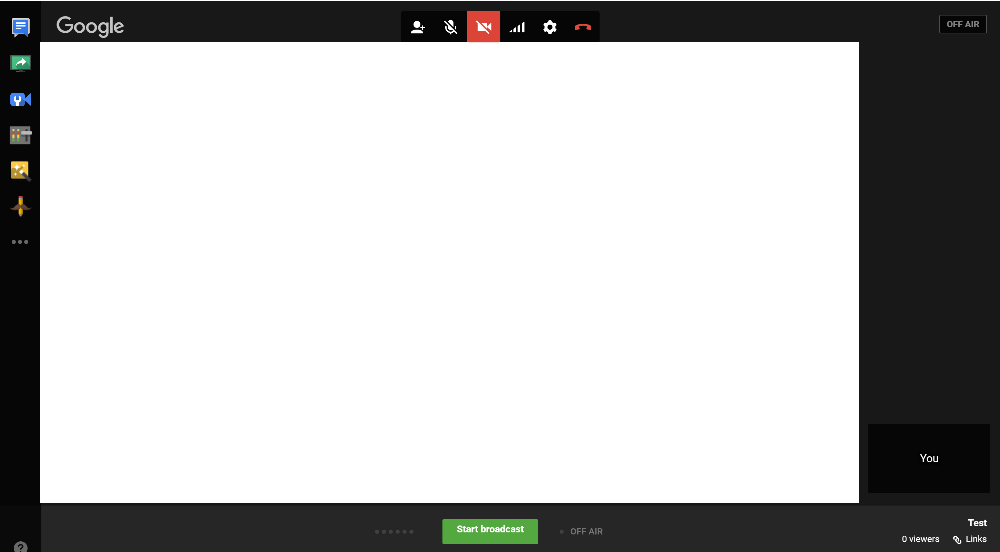 Google
OFF AIR
You
Start broadcast
OFF AIR
Test
0 viewers
Links
?